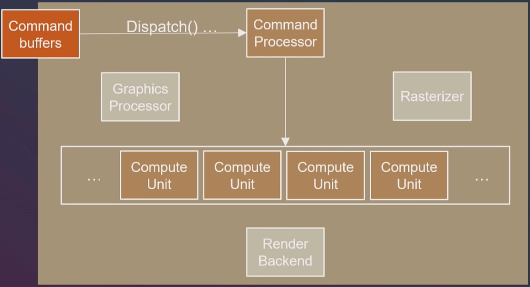 Command
buffers
Dispatch() ...
Command
Processor
Graphics
Processor
Rasterizer
...
Compute
Unit
Compute
Unit
Compute
Unit
Compute
Unit
...
Render
Backend